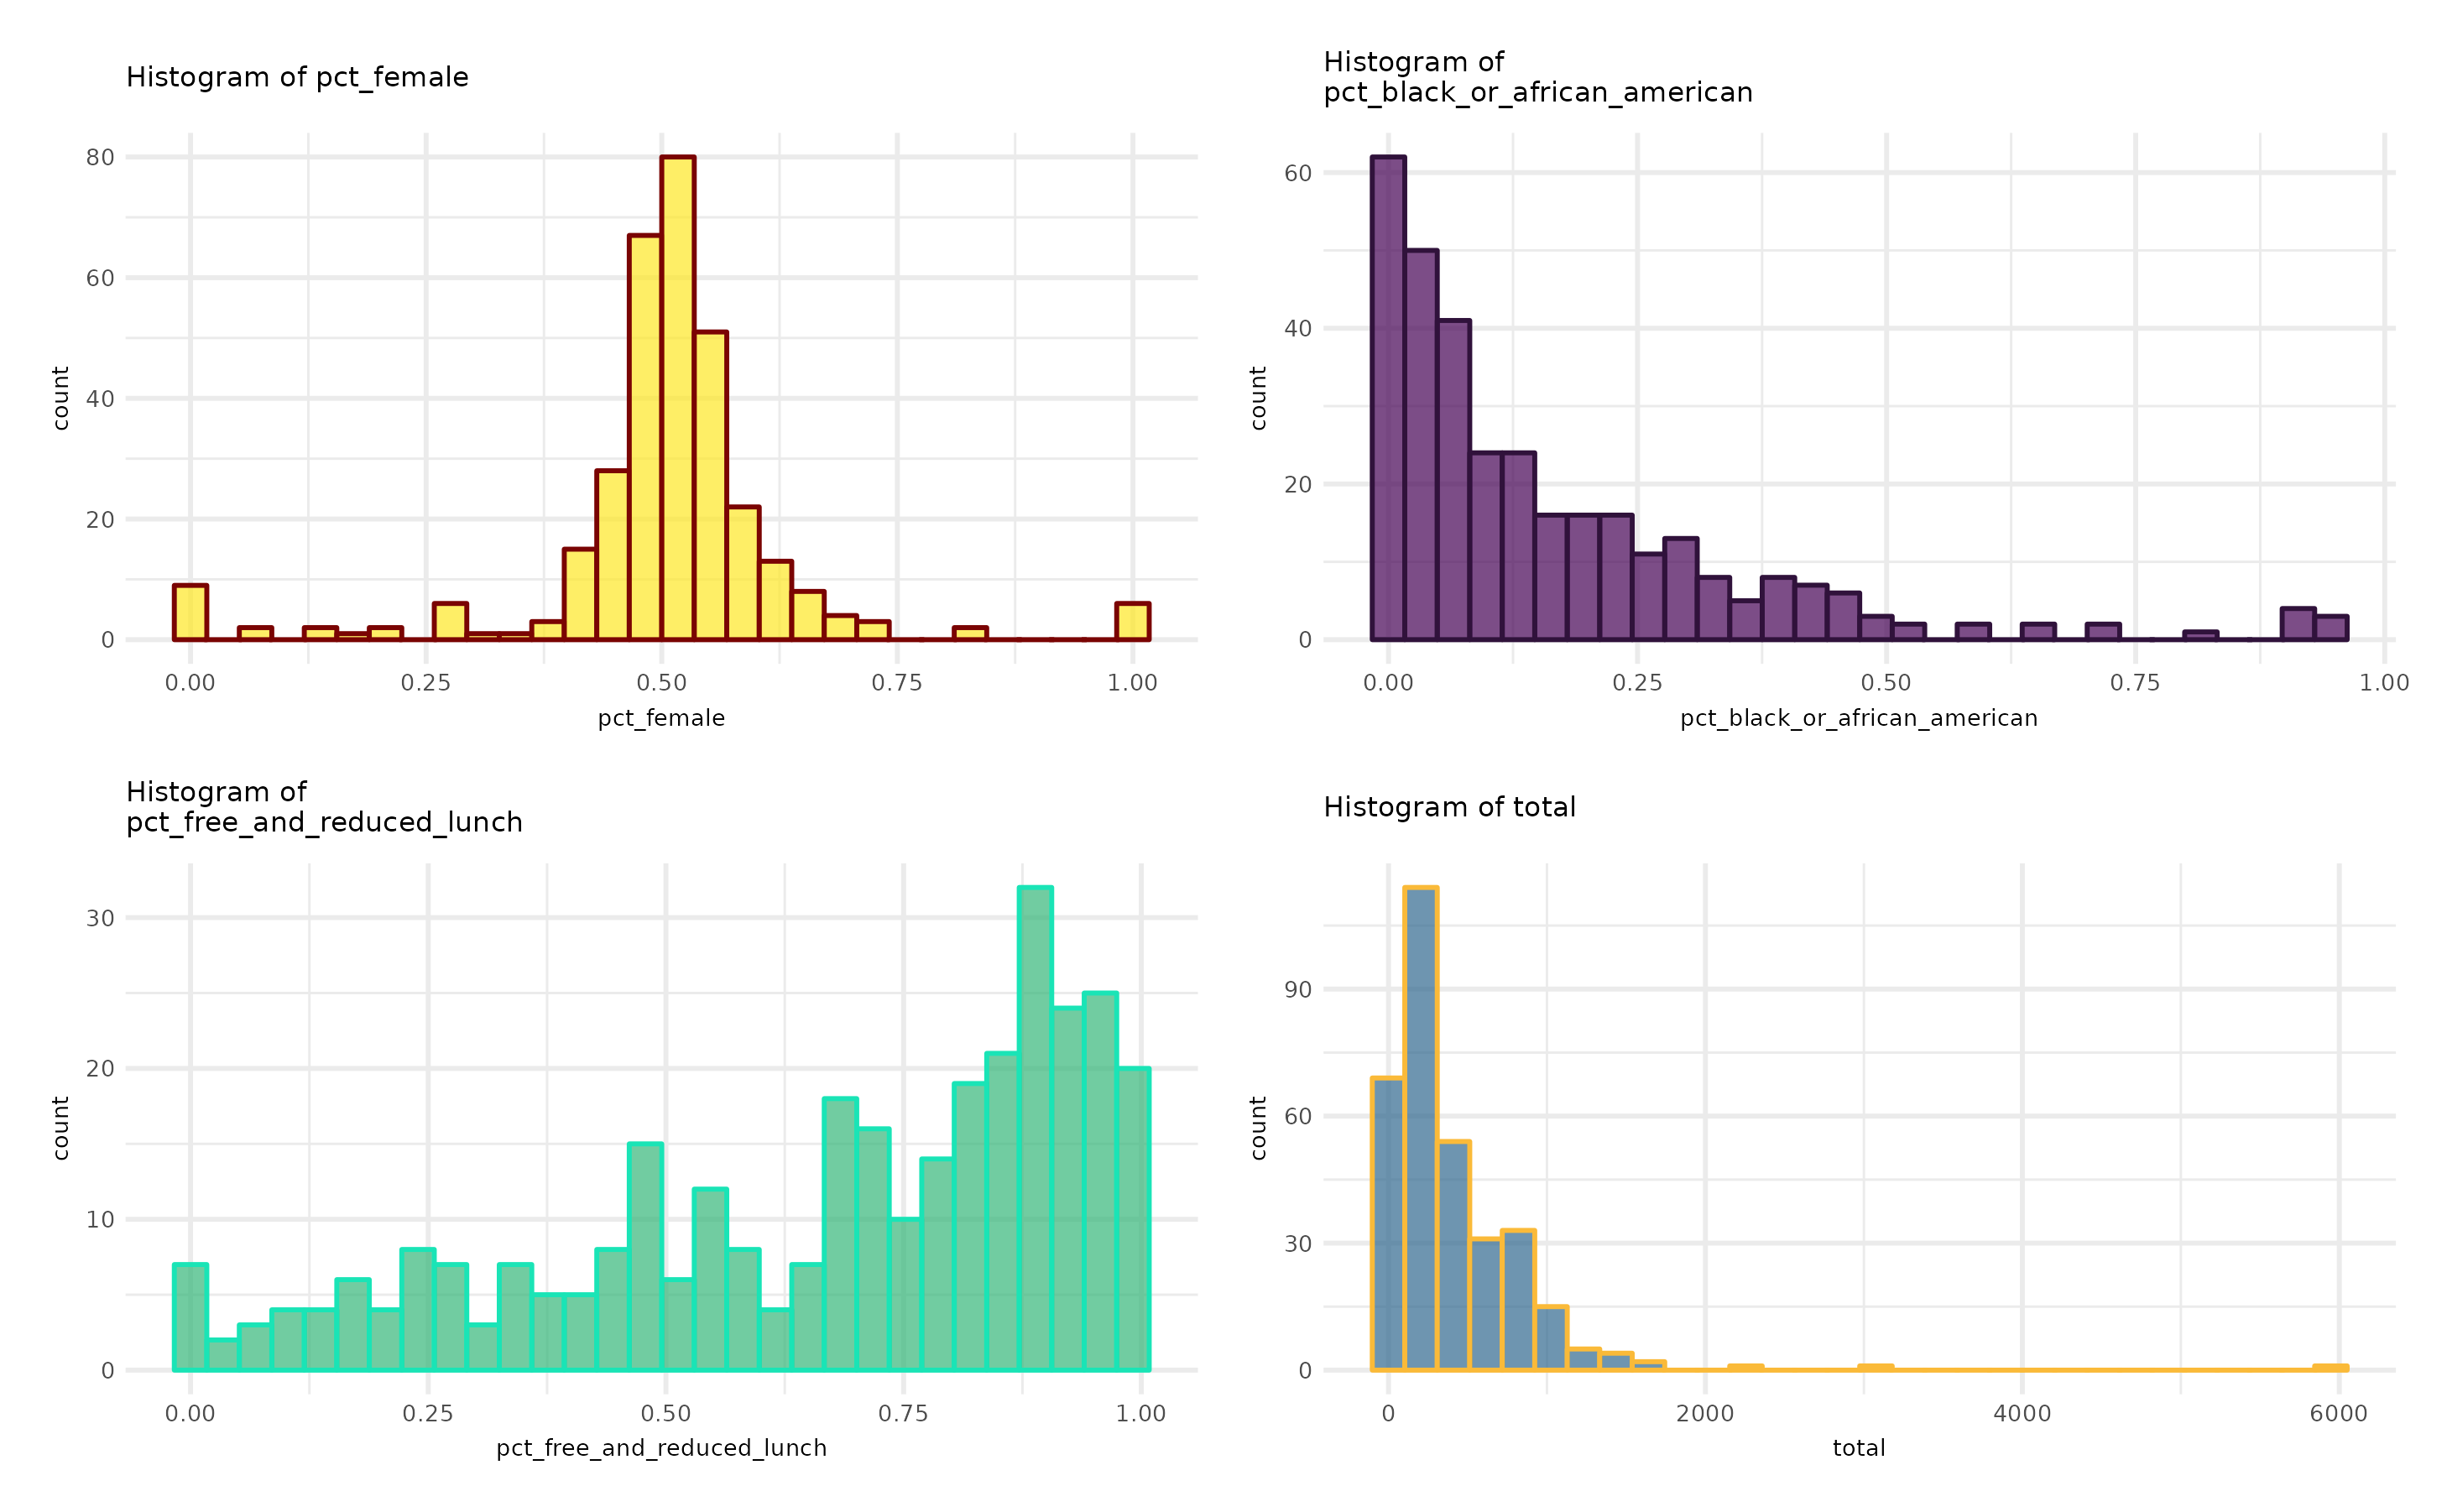 Histogram of pct_female
80
60
40
20
0
count
0.00 0.25 0.50 0.75 1.00
pct_female
Histogram of
pct_black_or_african_american
60
40
20
0
count
0.00 0.25 0.50 0.75 1.00
pct_black_or_african_american
Histogram of
pct_free_and_reduced_lunch
30
20
10
0
count
0.00 0.25 0.50 0.75 1.00
pct_free_and_reduced_lunch
Histogram of total
90
60
30
0
count
0 2000 4000 6000
total